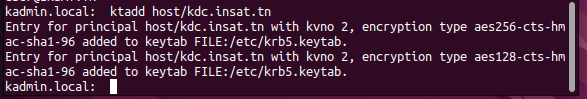 kadmin.local:  ktadd host/kdc.insat.tn
Entry for principal host/kdc.insat.tn with kvno 2, encryption type aes256-cts-hm
ac-sha1-96 added to keytab FILE:/etc/krb5.keytab.
Entry for principal host/kdc.insat.tn with kvno 2, encryption type aes128-cts-hm
ac-sha1-96 added to keytab FILE:/etc/krb5.keytab.
kadmin.local: